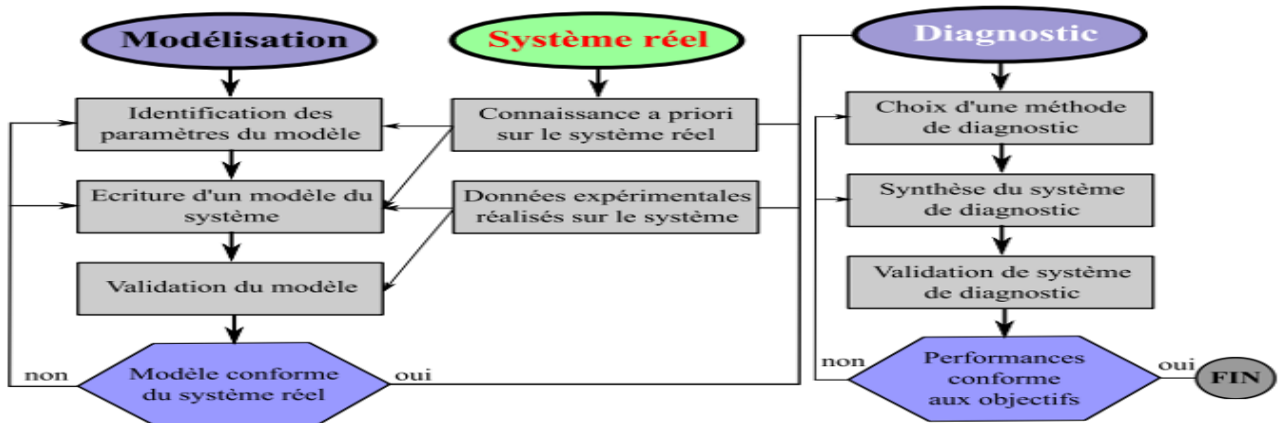 Modélisation
Identification des
paramètres du modèle
Ecriture d'un modèle du
système
Validation du modèle
Modèle conforme
du système réel
non
oui
Système réel
Connaissance a priori
sur le système réel
Données expérimentales
réalisés sur le système
Diagnostic
Choix d'une méthode
de diagnostic
Synthèse du système
de diagnostic
Validation de système
de diagnostic
Performances
conforme
aux objectifs
non
oui
FIN